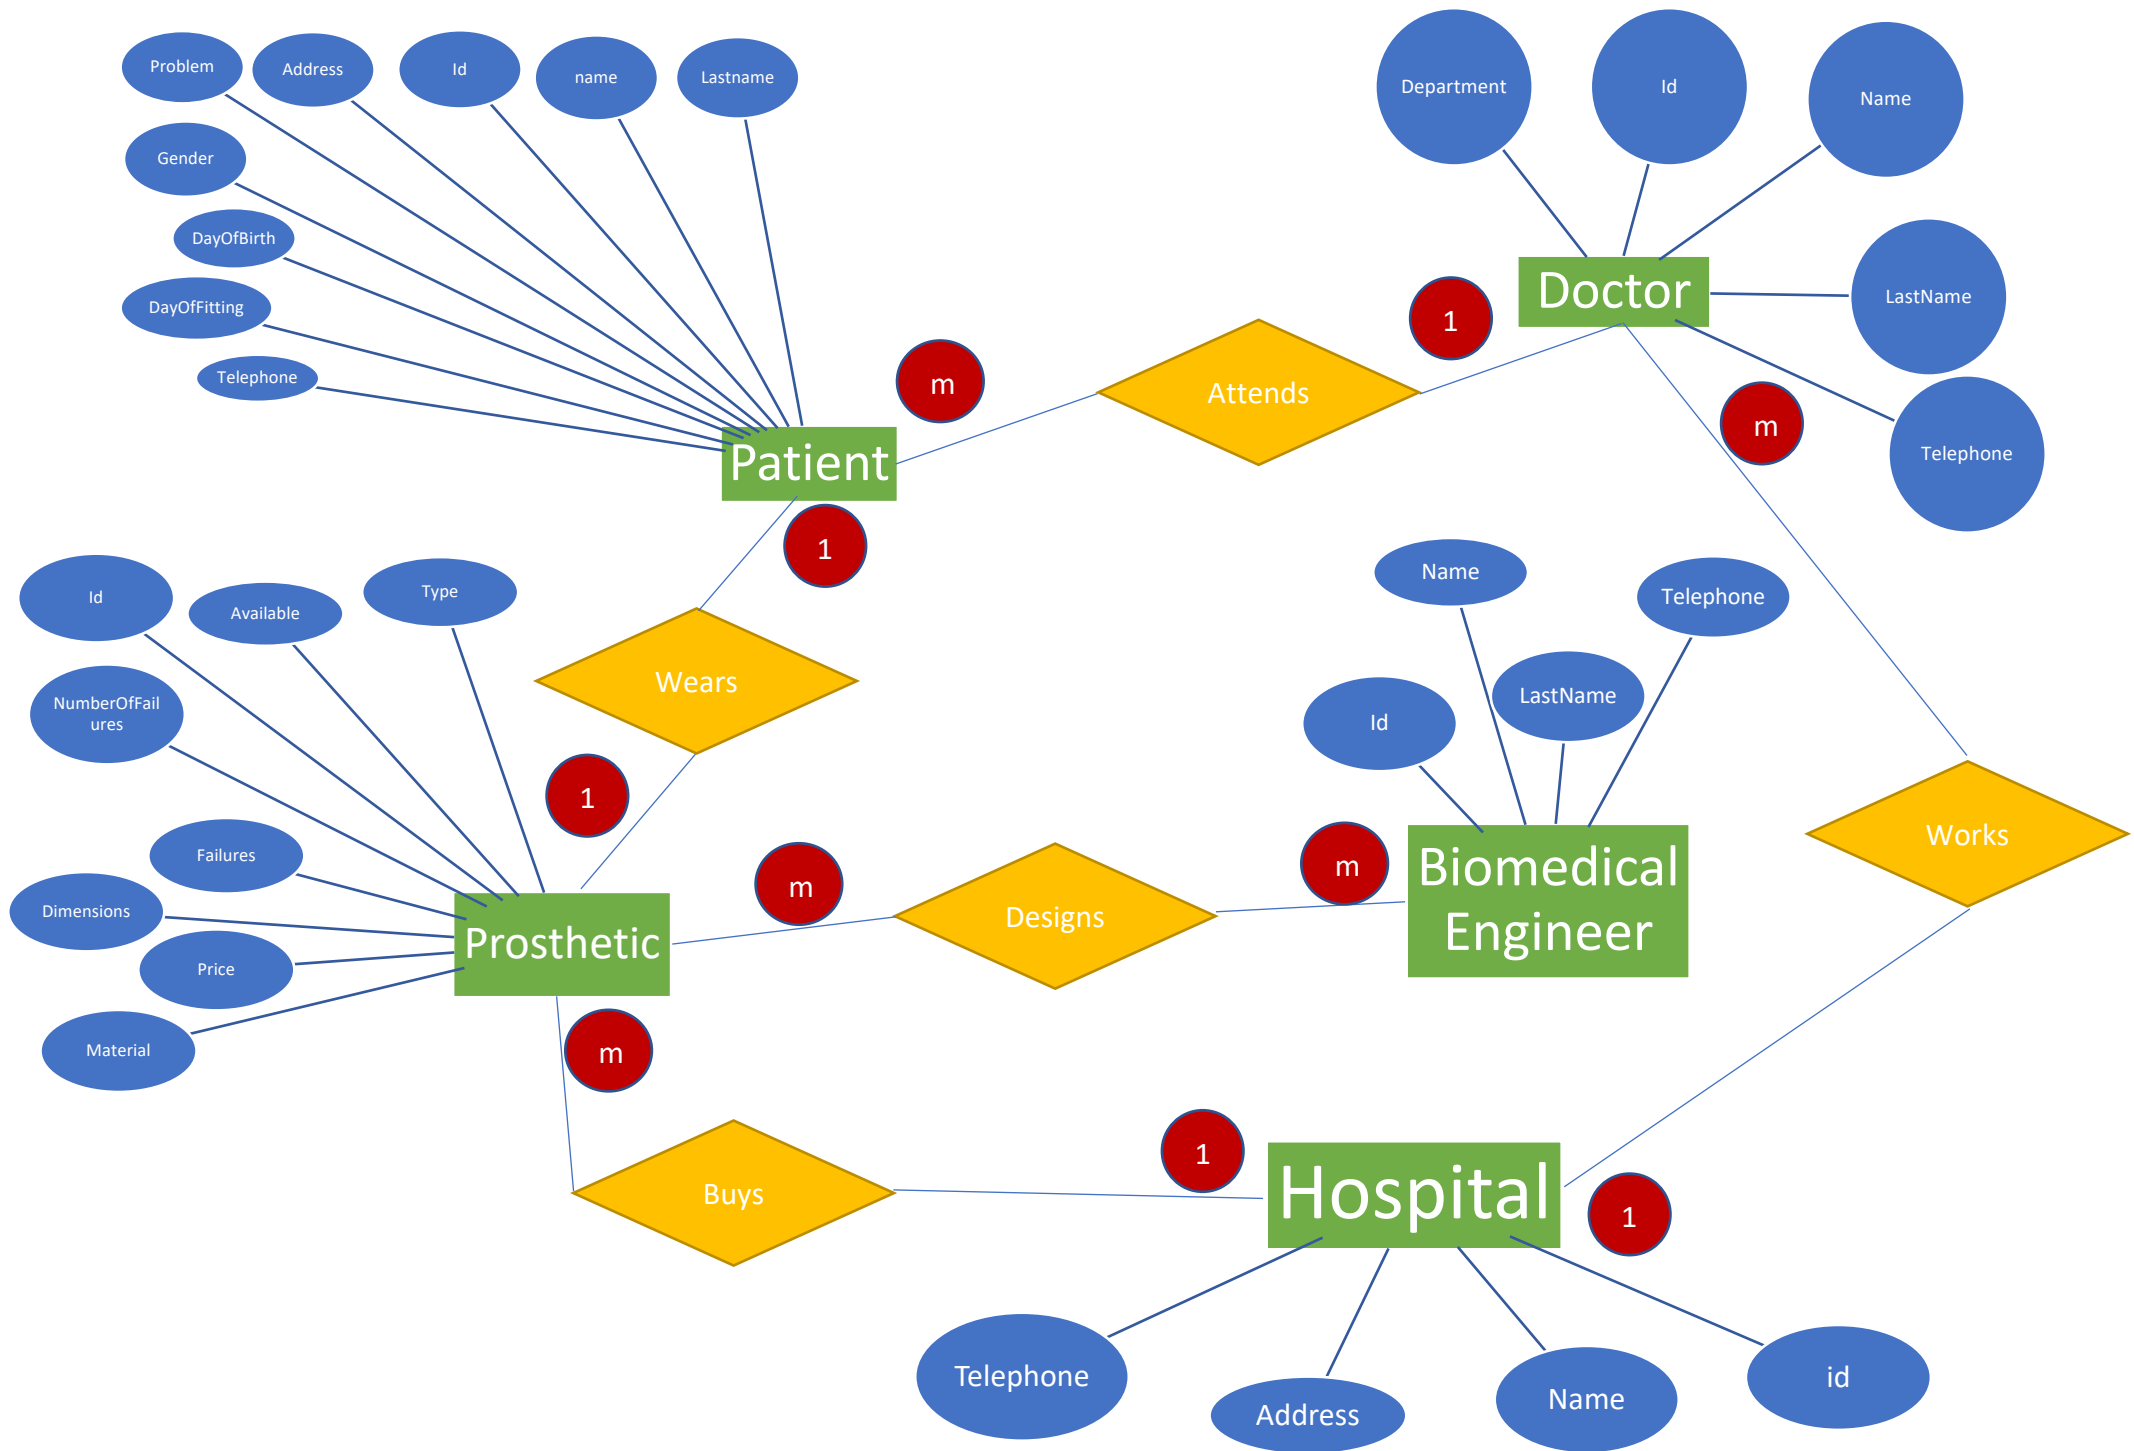 Problem
Address
Id
name
Lastname
Gender
DayOfBirth
DayOfFitting
Telephone
Patient
m
Attends
1
Department
Id
Name
LastName
Telephone
Doctor
m
1
Wears
1
Id
Available
Type
NumberOfFail
ures
Failures
Dimensions
Price
Material
Prosthetic
m
Designs
m
Name
Telephone
LastName
Id
Biomedical
Engineer
Works
m
Buys
1
Hospital
1
Telephone
Address
Name
id